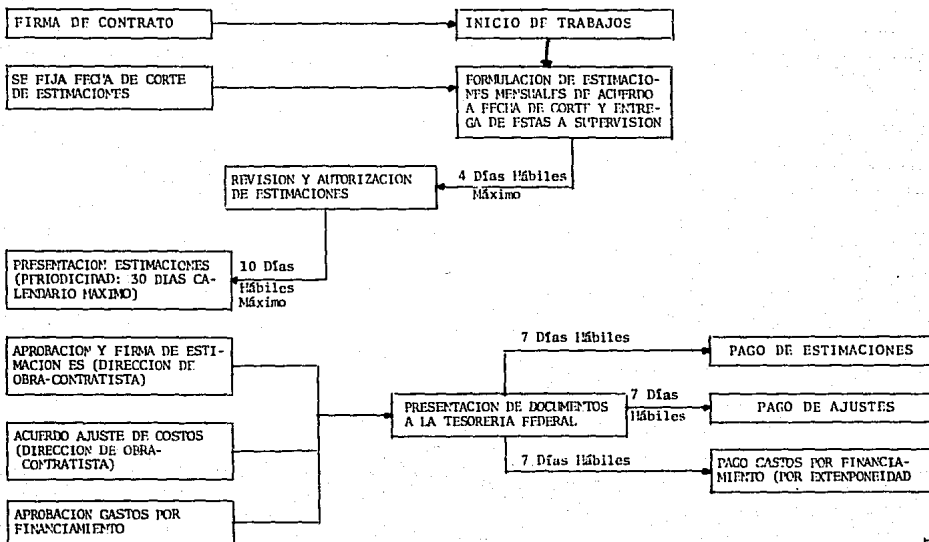 FIRMA DE CONTRATO
INICIO DE TRABAJOS
SE FIJA FECHA DE CORTE
DE ESTIMACIONES
FORMULACION DE ESTIMACIO-
NES MENSUALES DE ACUERDO
A FECHA DE CORTE Y ENTRE-
GA DE ESTAS A SUPERVISION
4 Días Hábiles
Máximo
REVISION Y AUTORIZACION
DE ESTIMACIONES
PRESENTACION ESTIMACIONES
(PERIODICIDAD: 30 DIAS CA-
LENDARIO MAXIMO)
10 Días
Hábiles
Máximo
APROBACION Y FIRMA DE ESTI-
MACION ES (DIRECCION DE
OBRA-CONTRATISTA)
7 Días Hábiles
PAGO DE ESTIMACIONES
PRESENTACION DE DOCUMENTOS
A LA TESORERIA FEDERAL
7 Días
Hábiles
PAGO DE AJUSTES
ACUERDO AJUSTE DE COSTOS
(DIRECCION DE OBRA-
CONTRATISTA)
7 Días Hábiles
PAGO GASTOS POR FINANCIA-
MIENTO (POR EXTENPONEIDAD
APROBACION GASTOS POR
FINANCIAMIENTO